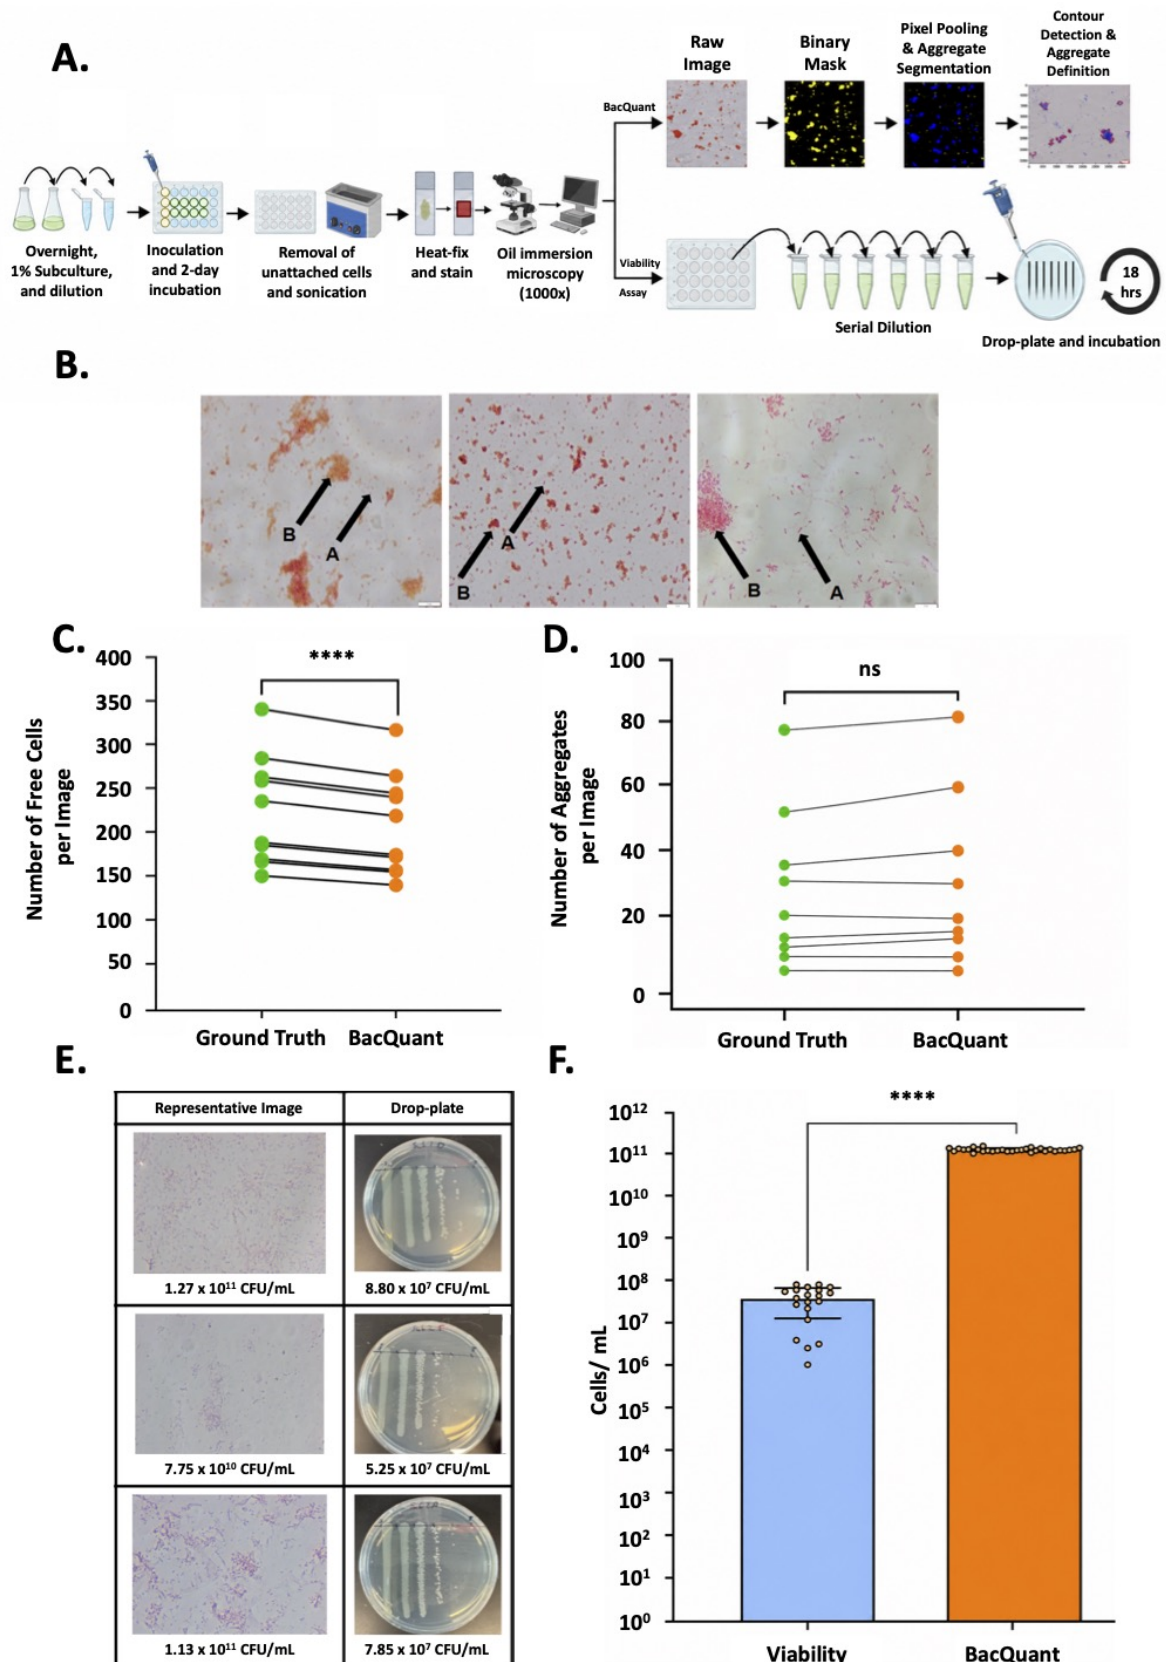 A.
Raw
Image
Binary
Mask
Pixel Pooling
& Aggregate
Segmentation
Contour
Detection &
Aggregate
Definition
BacQuant
Overnight,
1% Subculture,
and dilution
Inoculation
and 2-day
incubation
Removal of
unattached cells
and sonication
Heat-fix
and stain
Oil immersion
microscopy
(1000x)
Viability
Assay
Serial Dilution
18
hrs
Drop-plate and incubation
B.
B
A
B
A
B
A
C.
Number of Free Cells
per Image
400
350
300
250
200
150
100
50
0
****
Ground Truth
BacQuant
D.
Number of Aggregates
per Image
100
80
60
40
20
0
ns
Ground Truth
BacQuant
E.
Representative Image
Drop-plate
1.27 x 10¹¹ CFU/mL
8.80 x 10⁷ CFU/mL
7.75 x 10¹⁰ CFU/mL
5.25 x 10⁷ CFU/mL
1.13 x 10¹¹ CFU/mL
7.85 x 10⁷ CFU/mL
F.
Cells/ mL
10¹²
10¹¹
10¹⁰
10⁹
10⁸
10⁷
10⁶
10⁵
10⁴
10³
10²
10¹
10⁰
****
Viability
BacQuant